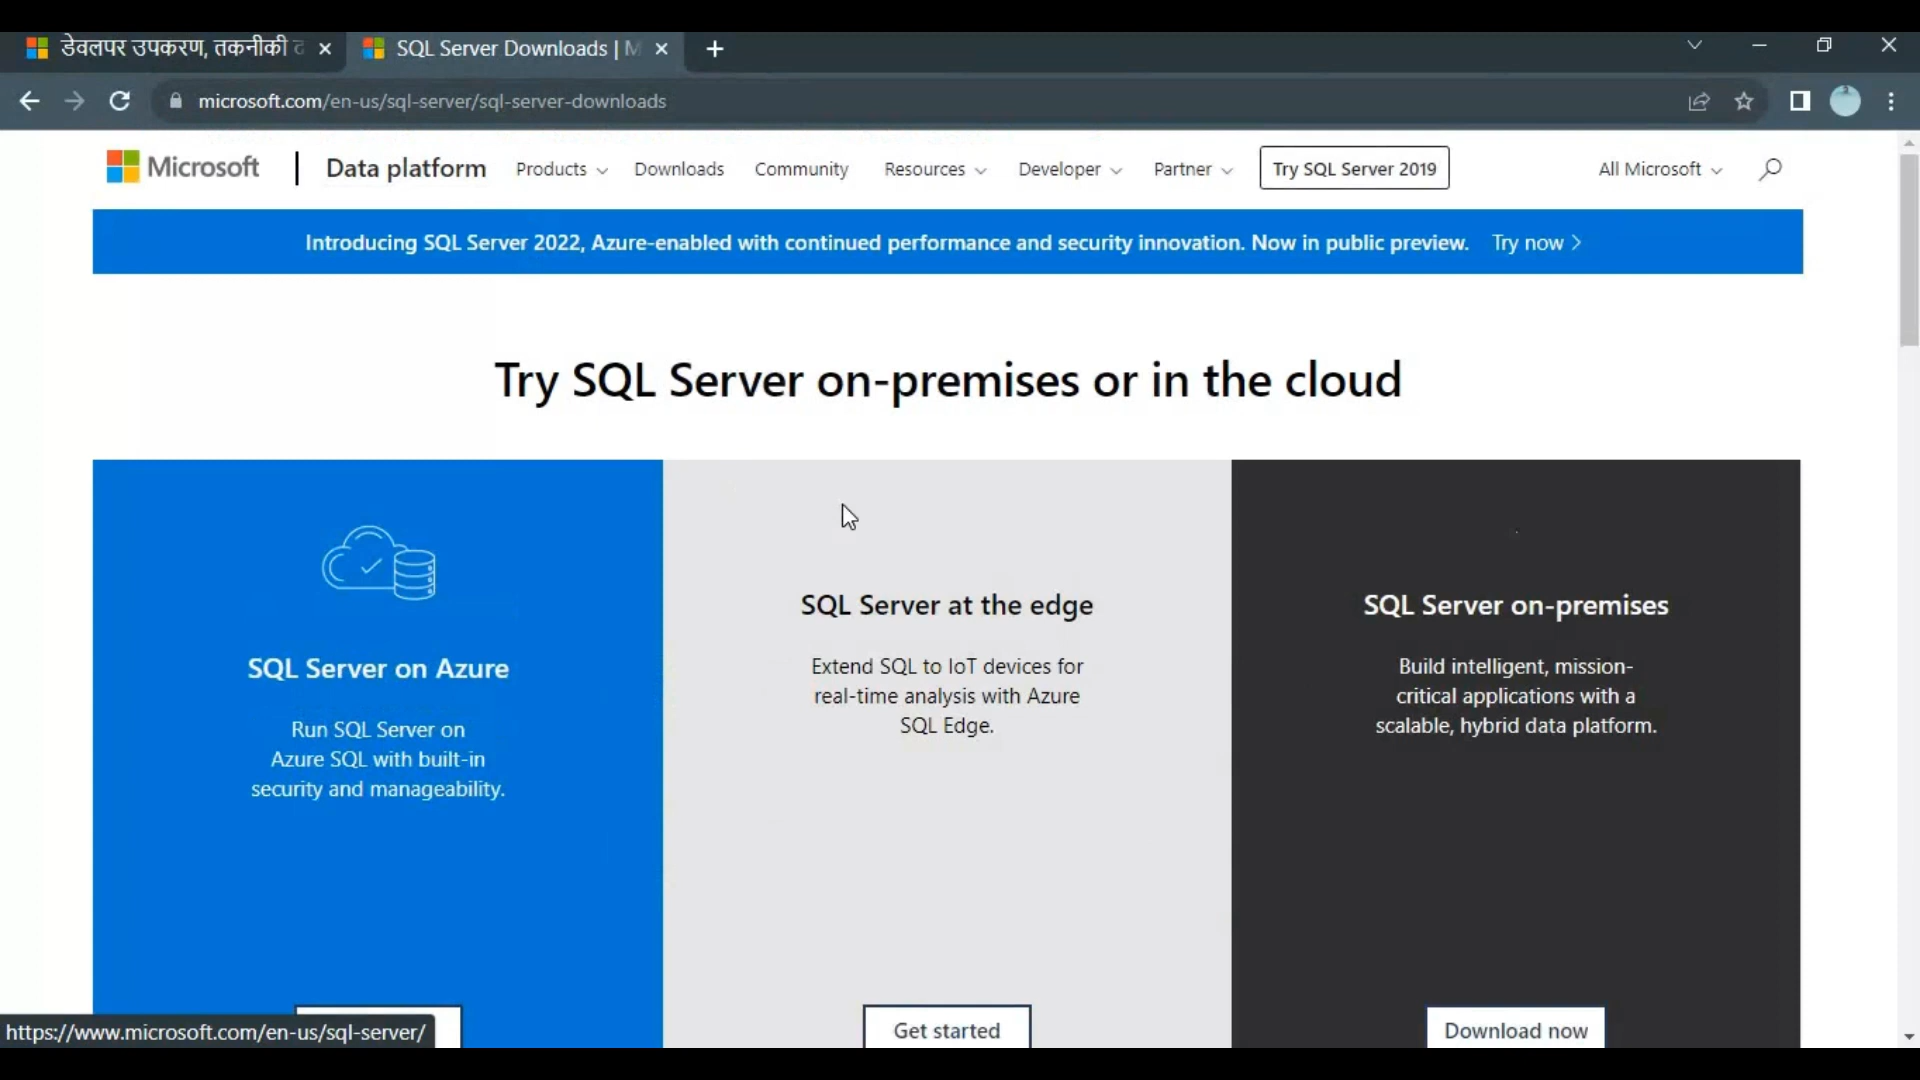 डेवलपर उपकरण, तकनीकी
SQL Server Downloads | M
microsoft.com/en-us/sql-server/sql-server-downloads
Microsoft
Data platform
Products
Downloads
Community
Resources
Developer
Partner
Try SQL Server 2019
All Microsoft
Introducing SQL Server 2022, Azure-enabled with continued performance and security innovation. Now in public preview. Try now
Try SQL Server on-premises or in the cloud
SQL Server on Azure
Run SQL Server on
Azure SQL with built-in
security and manageability.
SQL Server at the edge
Extend SQL to IoT devices for
real-time analysis with Azure
SQL Edge.
Get started
SQL Server on-premises
Build intelligent, mission-
critical applications with a
scalable, hybrid data platform.
Download now
https://www.microsoft.com/en-us/sql-server/